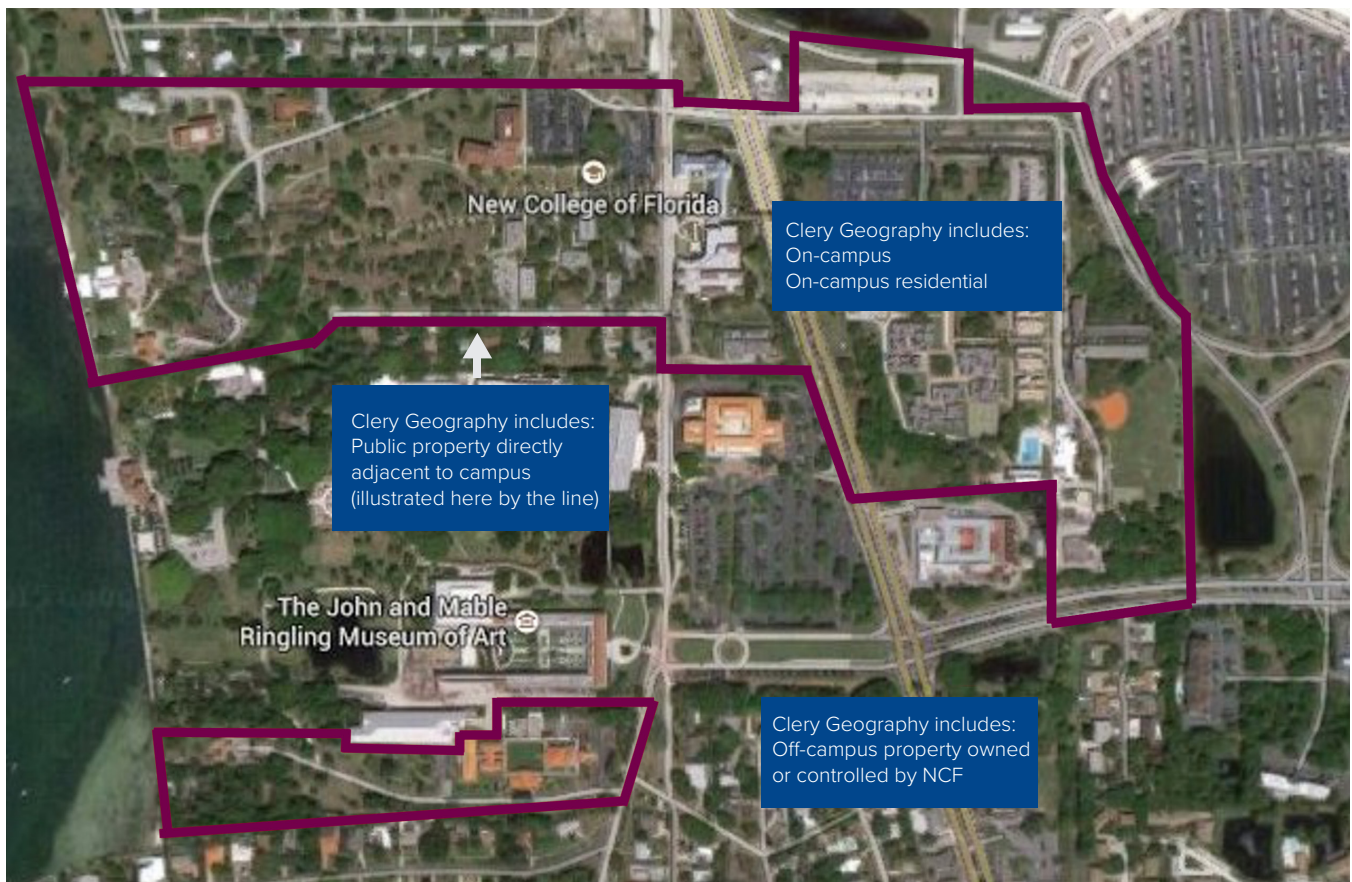 New College of Florida
Clery Geography includes:
On-campus
On-campus residential
Clery Geography includes:
Public property directly
adjacent to campus
(illustrated here by the line)
The John and Mable
Ringling Museum of Art
Clery Geography includes:
Off-campus property owned
or controlled by NCF